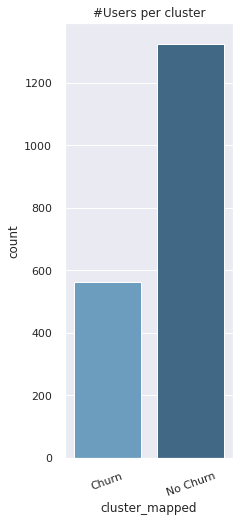 #Users per cluster
1200
1000
800
600
400
200
0
count
Churn
No Churn
cluster_mapped